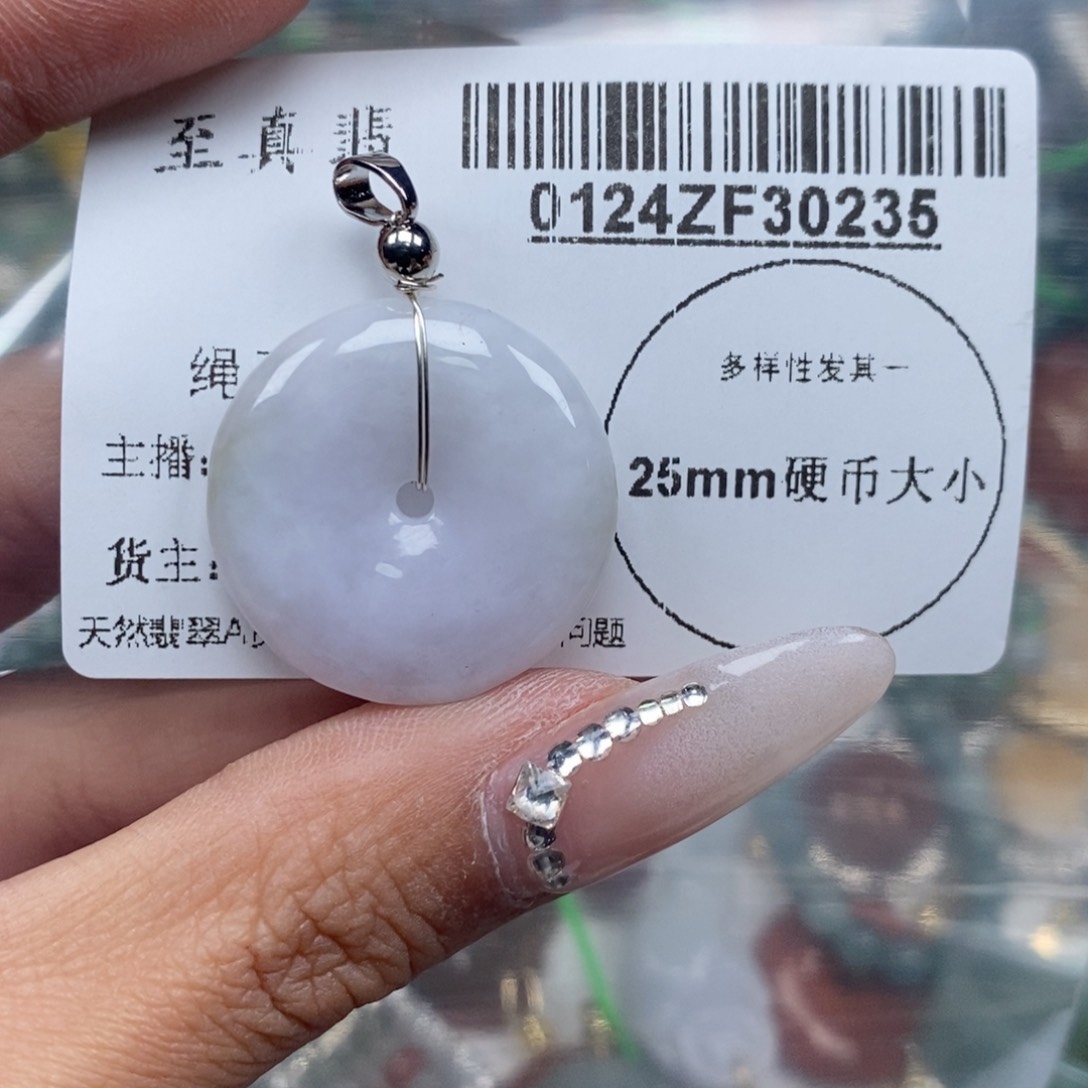 至真翡
0124ZF30235
绳
多样性发其一
主播:
25mm硬币大小
货主:
天然翡翠A
问题